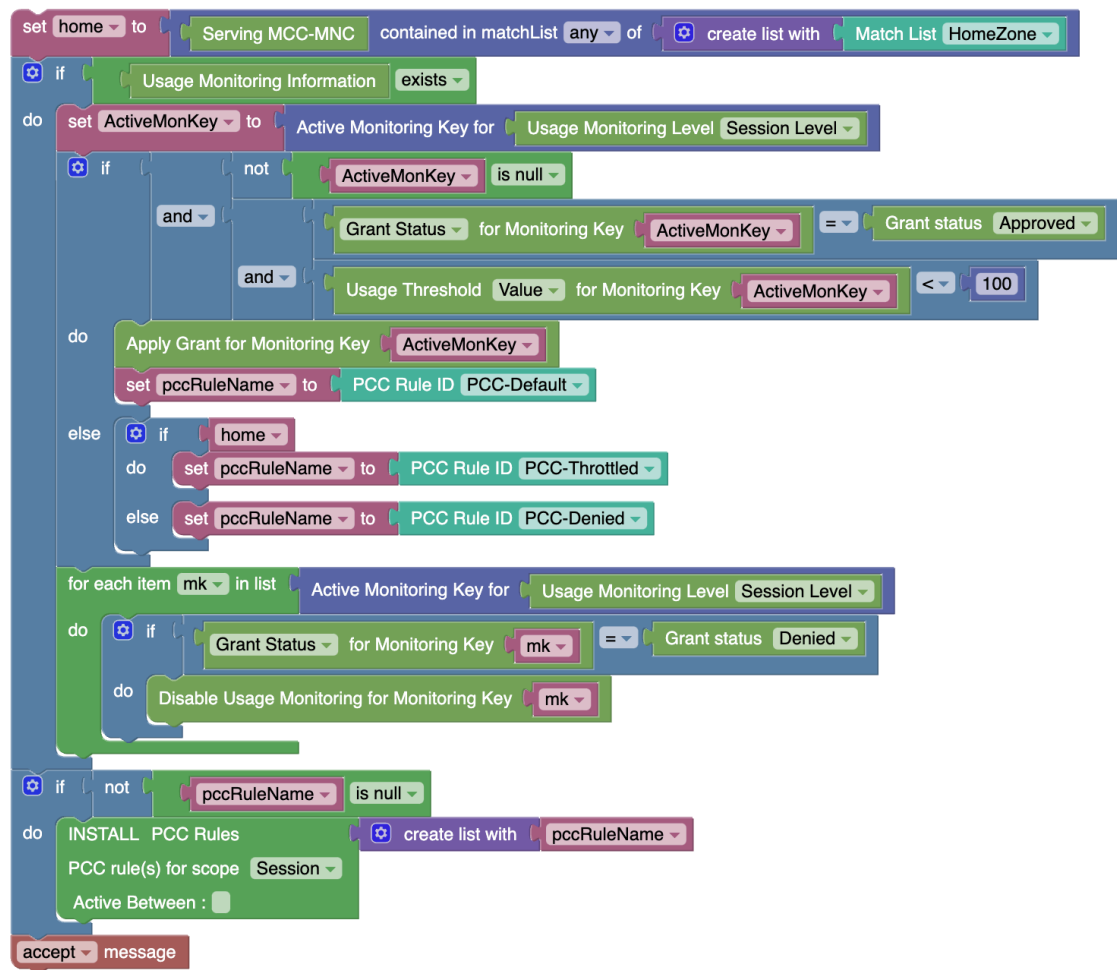 set home to Serving MCC-MNC contained in matchList any of create list with Match List HomeZone
if Usage Monitoring Information exists
do set ActiveMonKey to Active Monitoring Key for Usage Monitoring Level Session Level
if not ActiveMonKey is null
and Grant Status for Monitoring Key ActiveMonKey = Grant status Approved
and Usage Threshold Value for Monitoring Key ActiveMonKey < 100
do Apply Grant for Monitoring Key ActiveMonKey
set pccRuleName to PCC Rule ID PCC-Default
else if home
do set pccRuleName to PCC Rule ID PCC-Throttled
else set pccRuleName to PCC Rule ID PCC-Denied
for each item mk in list Active Monitoring Key for Usage Monitoring Level Session Level
do if Grant Status for Monitoring Key mk = Grant status Denied
do Disable Usage Monitoring for Monitoring Key mk
if not pccRuleName is null
do INSTALL PCC Rules create list with pccRuleName
PCC rule(s) for scope Session
Active Between :
accept message